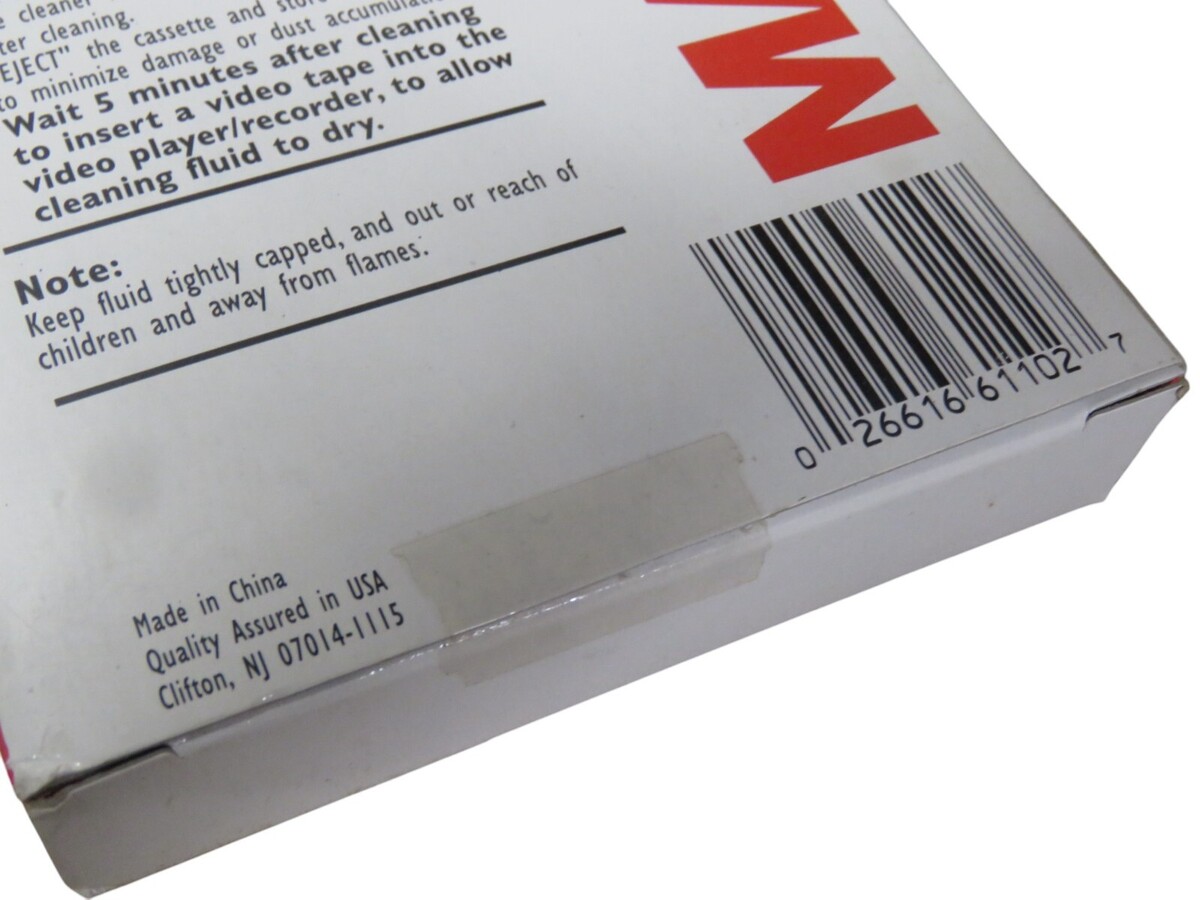 cleaner
ter cleaning.
EJECT" the cassette and
to minimize damage or dust
Wait 5 minutes after cleaning
to insert a video tape into the
video player/recorder, to allow
cleaning fluid to dry.
Note:
Keep fluid tightly capped, and out or reach of
children and away from flames.
0 26616 61102 7
Made in China
Quality Assured in USA
Clifton, NJ 07014-1115